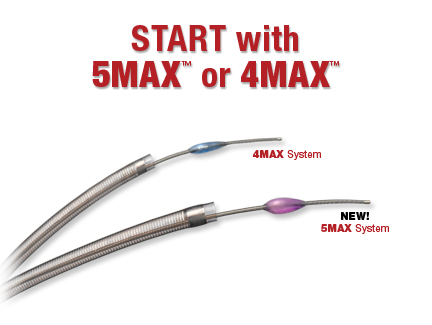 START with
5MAX™ or 4MAX™
4MAX System
NEW!
5MAX System